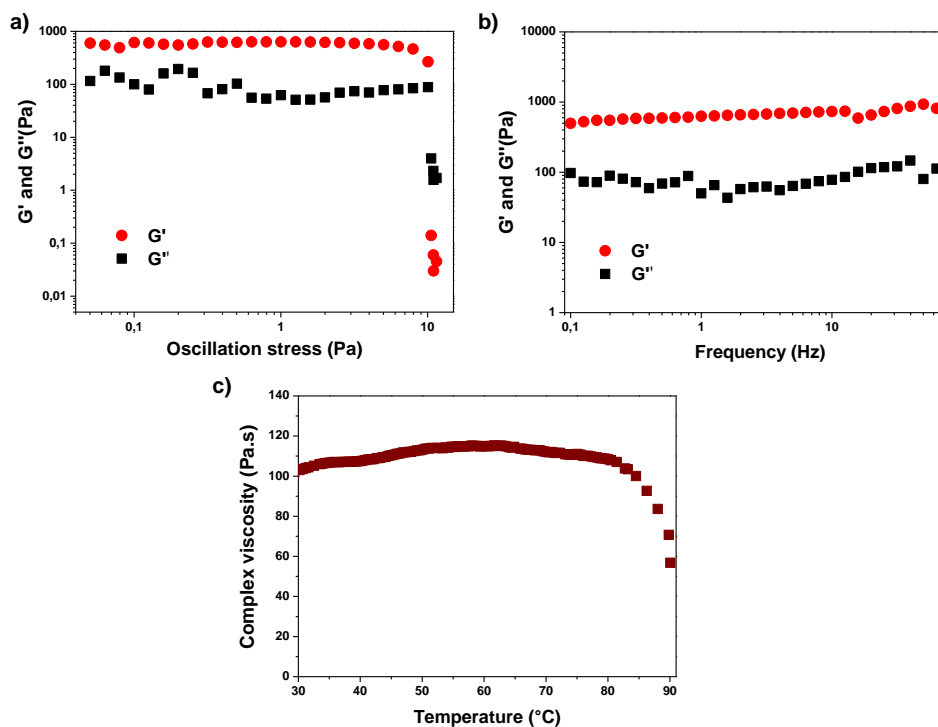 a)
1000
100
10
1
0,1
0,01
G' and G''(Pa)
G'
G''
0,1
1
10
Oscillation stress (Pa)
b)
10000
1000
100
10
1
G' and G''(Pa)
G'
G''
0,1
1
10
Frequency (Hz)
c)
140
120
100
80
60
40
20
0
Complex viscosity (Pa.s)
30
40
50
60
70
80
90
Temperature (°C)